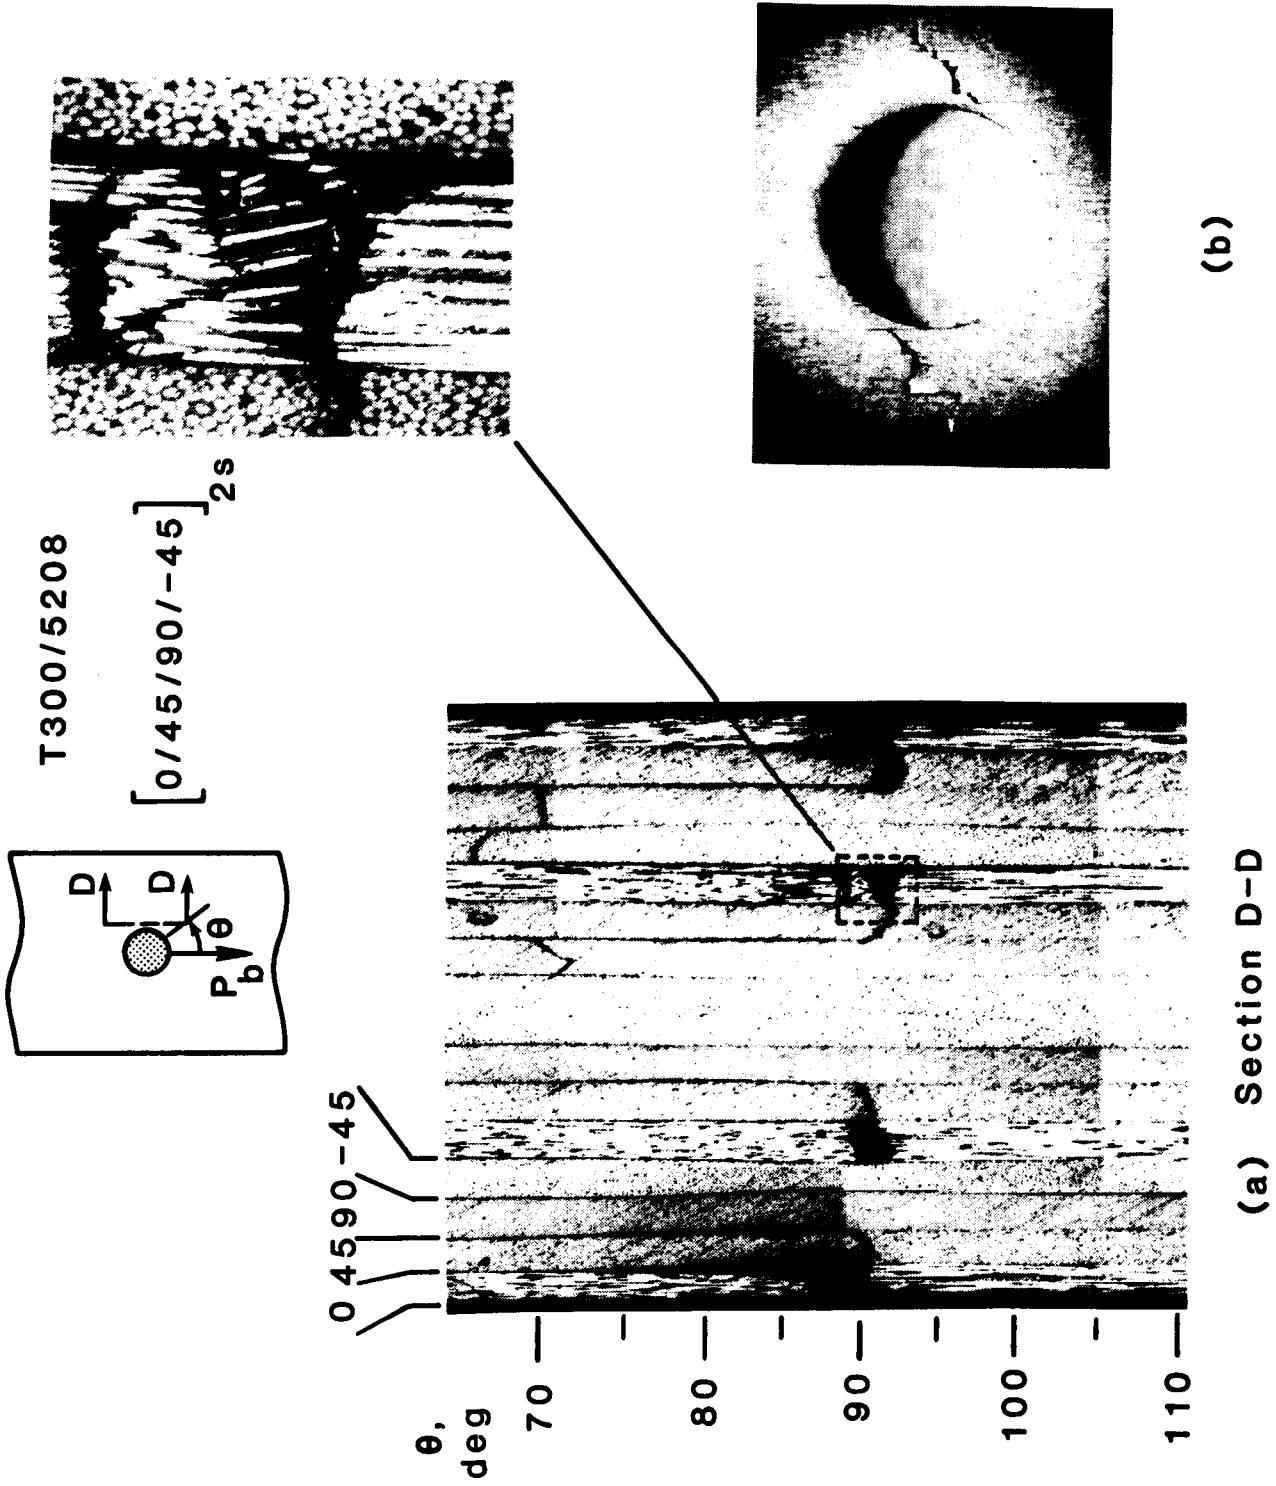 T300/5208
[0/45/90/-45]2s
D
D
θ
Pb
0 45 90 -45
θ,
deg
70
80
90
100
110
(a) Section D-D
(b)